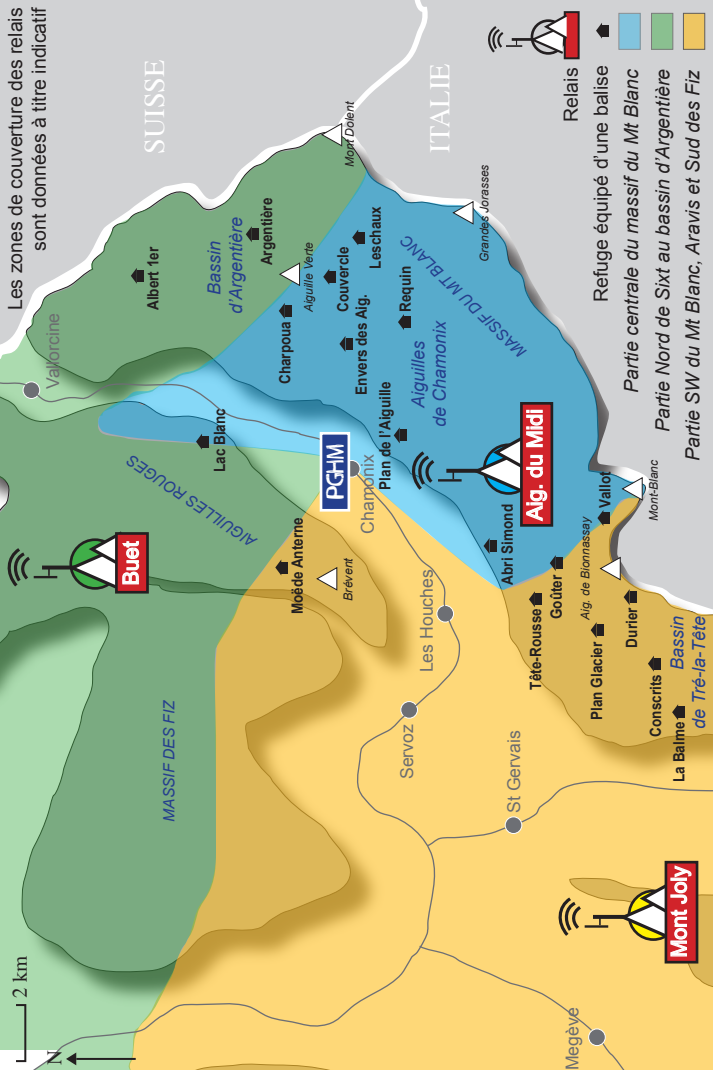 Les zones de couverture des relais
sont données à titre indicatif
2 km
N
SUISSE
ITALIE
Vallorcine
Albert 1er
Bassin
d'Argentière
Argentière
Mont Dolent
Aiguille Verte
Charpoua
Couvercle
Leschaux
Grandes Jorasses
Envers des Aig.
Requin
MASSIF DU MT BLANC
Aiguilles
de Chamonix
Plan de l'Aiguille
Lac Blanc
AIGUILLES ROUGES
PGHM
Chamonix
Aig. du Midi
Buet
Moëde Anterne
Brévent
Abri Simond
Vallot
Mont-Blanc
Goûter
Tête-Rousse
Aig. de Bionnassay
Plan Glacier
Durier
Conscrits
La Balme
Bassin
de Tré-la-Tête
Les Houches
Servoz
St Gervais
MASSIF DES FIZ
Mont Joly
Megève
Relais
Refuge équipé d'une balise
Partie centrale du massif du Mt Blanc
Partie Nord de Sixt au bassin d'Argentière
Partie SW du Mt Blanc, Aravis et Sud des Fiz